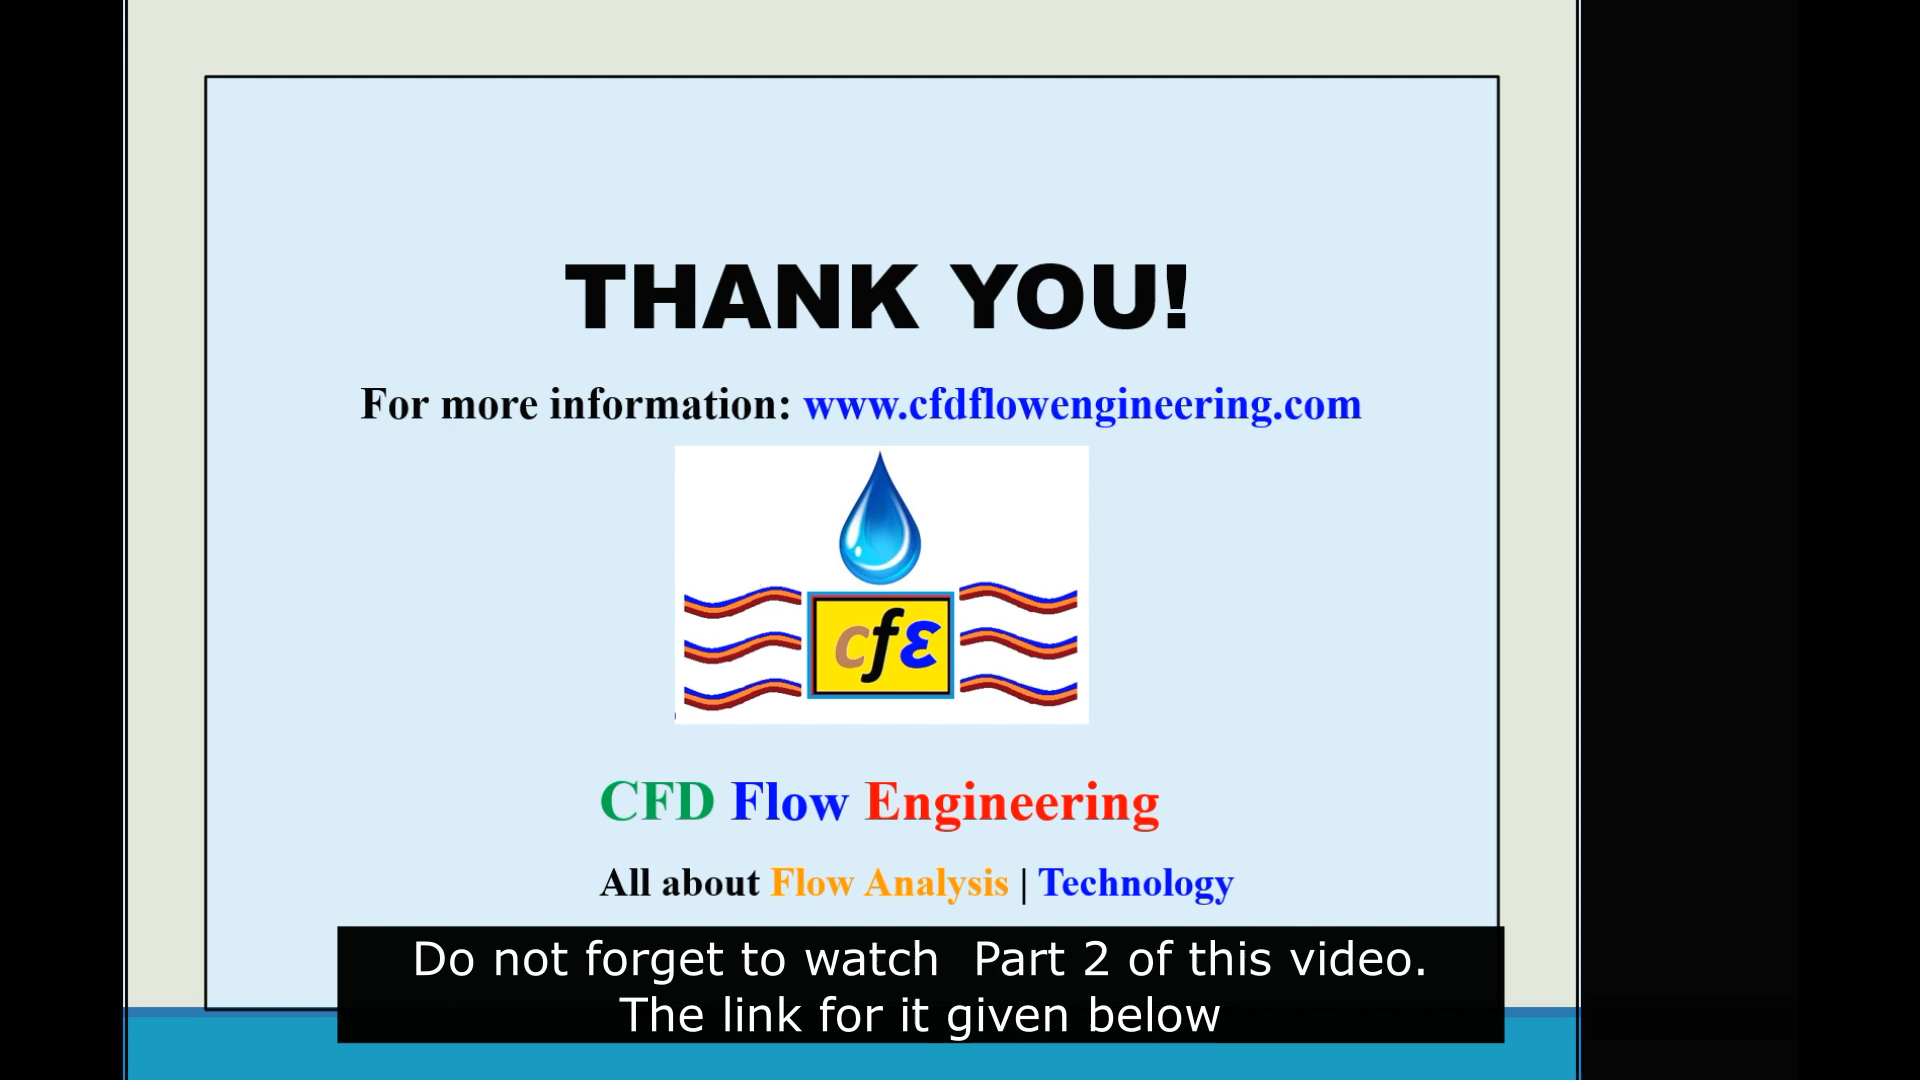 THANK YOU!
For more information: www.cfdflowengineering.com
cfε
CFD Flow Engineering
All about Flow Analysis | Technology
Do not forget to watch  Part 2 of this video.
The link for it given below